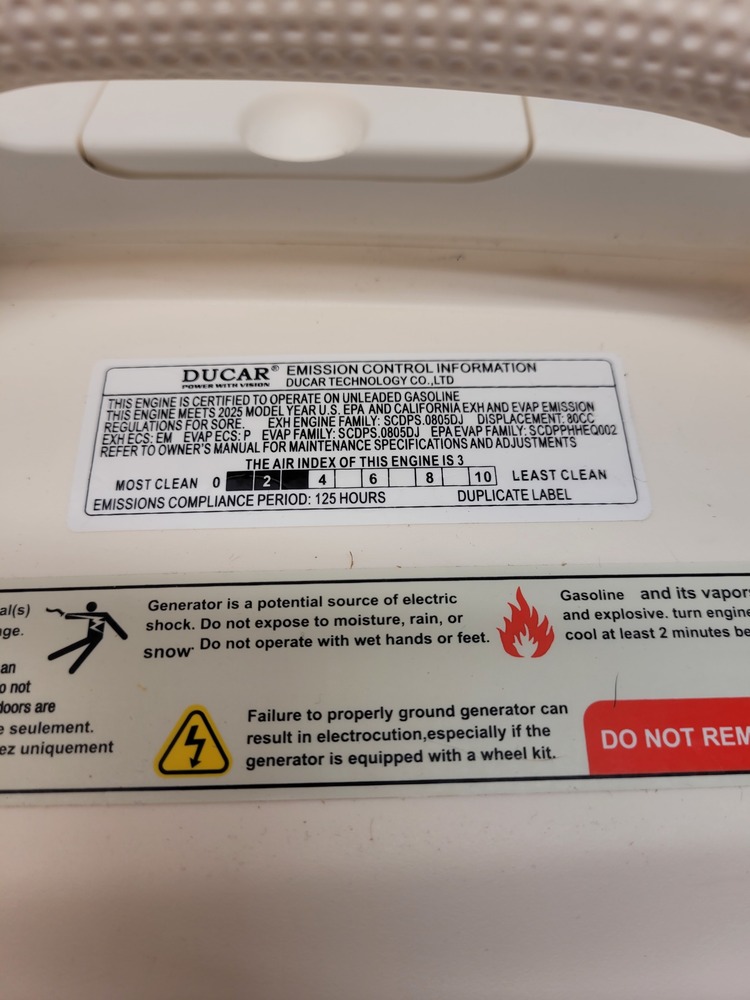 DUCAR® EMISSION CONTROL INFORMATION
POWER WITH VISION DUCAR TECHNOLOGY CO.,LTD
THIS ENGINE IS CERTIFIED TO OPERATE ON UNLEADED GASOLINE
THIS ENGINE MEETS 2025 MODEL YEAR U.S. EPA AND CALIFORNIA EXH AND EVAP EMISSION
REGULATIONS FOR SORE. EXH ENGINE FAMILY: SCDPS.0805DJ DISPLACEMENT: 80CC
EXH ECS: EM EVAP ECS: P EVAP FAMILY: SCDPS.0805DJ EPA EVAP FAMILY: SCDPPHHEQ002
REFER TO OWNER'S MANUAL FOR MAINTENANCE SPECIFICATIONS AND ADJUSTMENTS
THE AIR INDEX OF THIS ENGINE IS 3
MOST CLEAN 0 2 4 6 8 10 LEAST CLEAN
EMISSIONS COMPLIANCE PERIOD: 125 HOURS DUPLICATE LABEL
al(s)
nge.
an
o not
doors are
e seulement.
ez uniquement
Generator is a potential source of electric
shock. Do not expose to moisture, rain, or
snow. Do not operate with wet hands or feet.
Gasoline and its vapor
and explosive. turn engine
cool at least 2 minutes be
Failure to properly ground generator can
result in electrocution,especially if the
generator is equipped with a wheel kit.
DO NOT REM